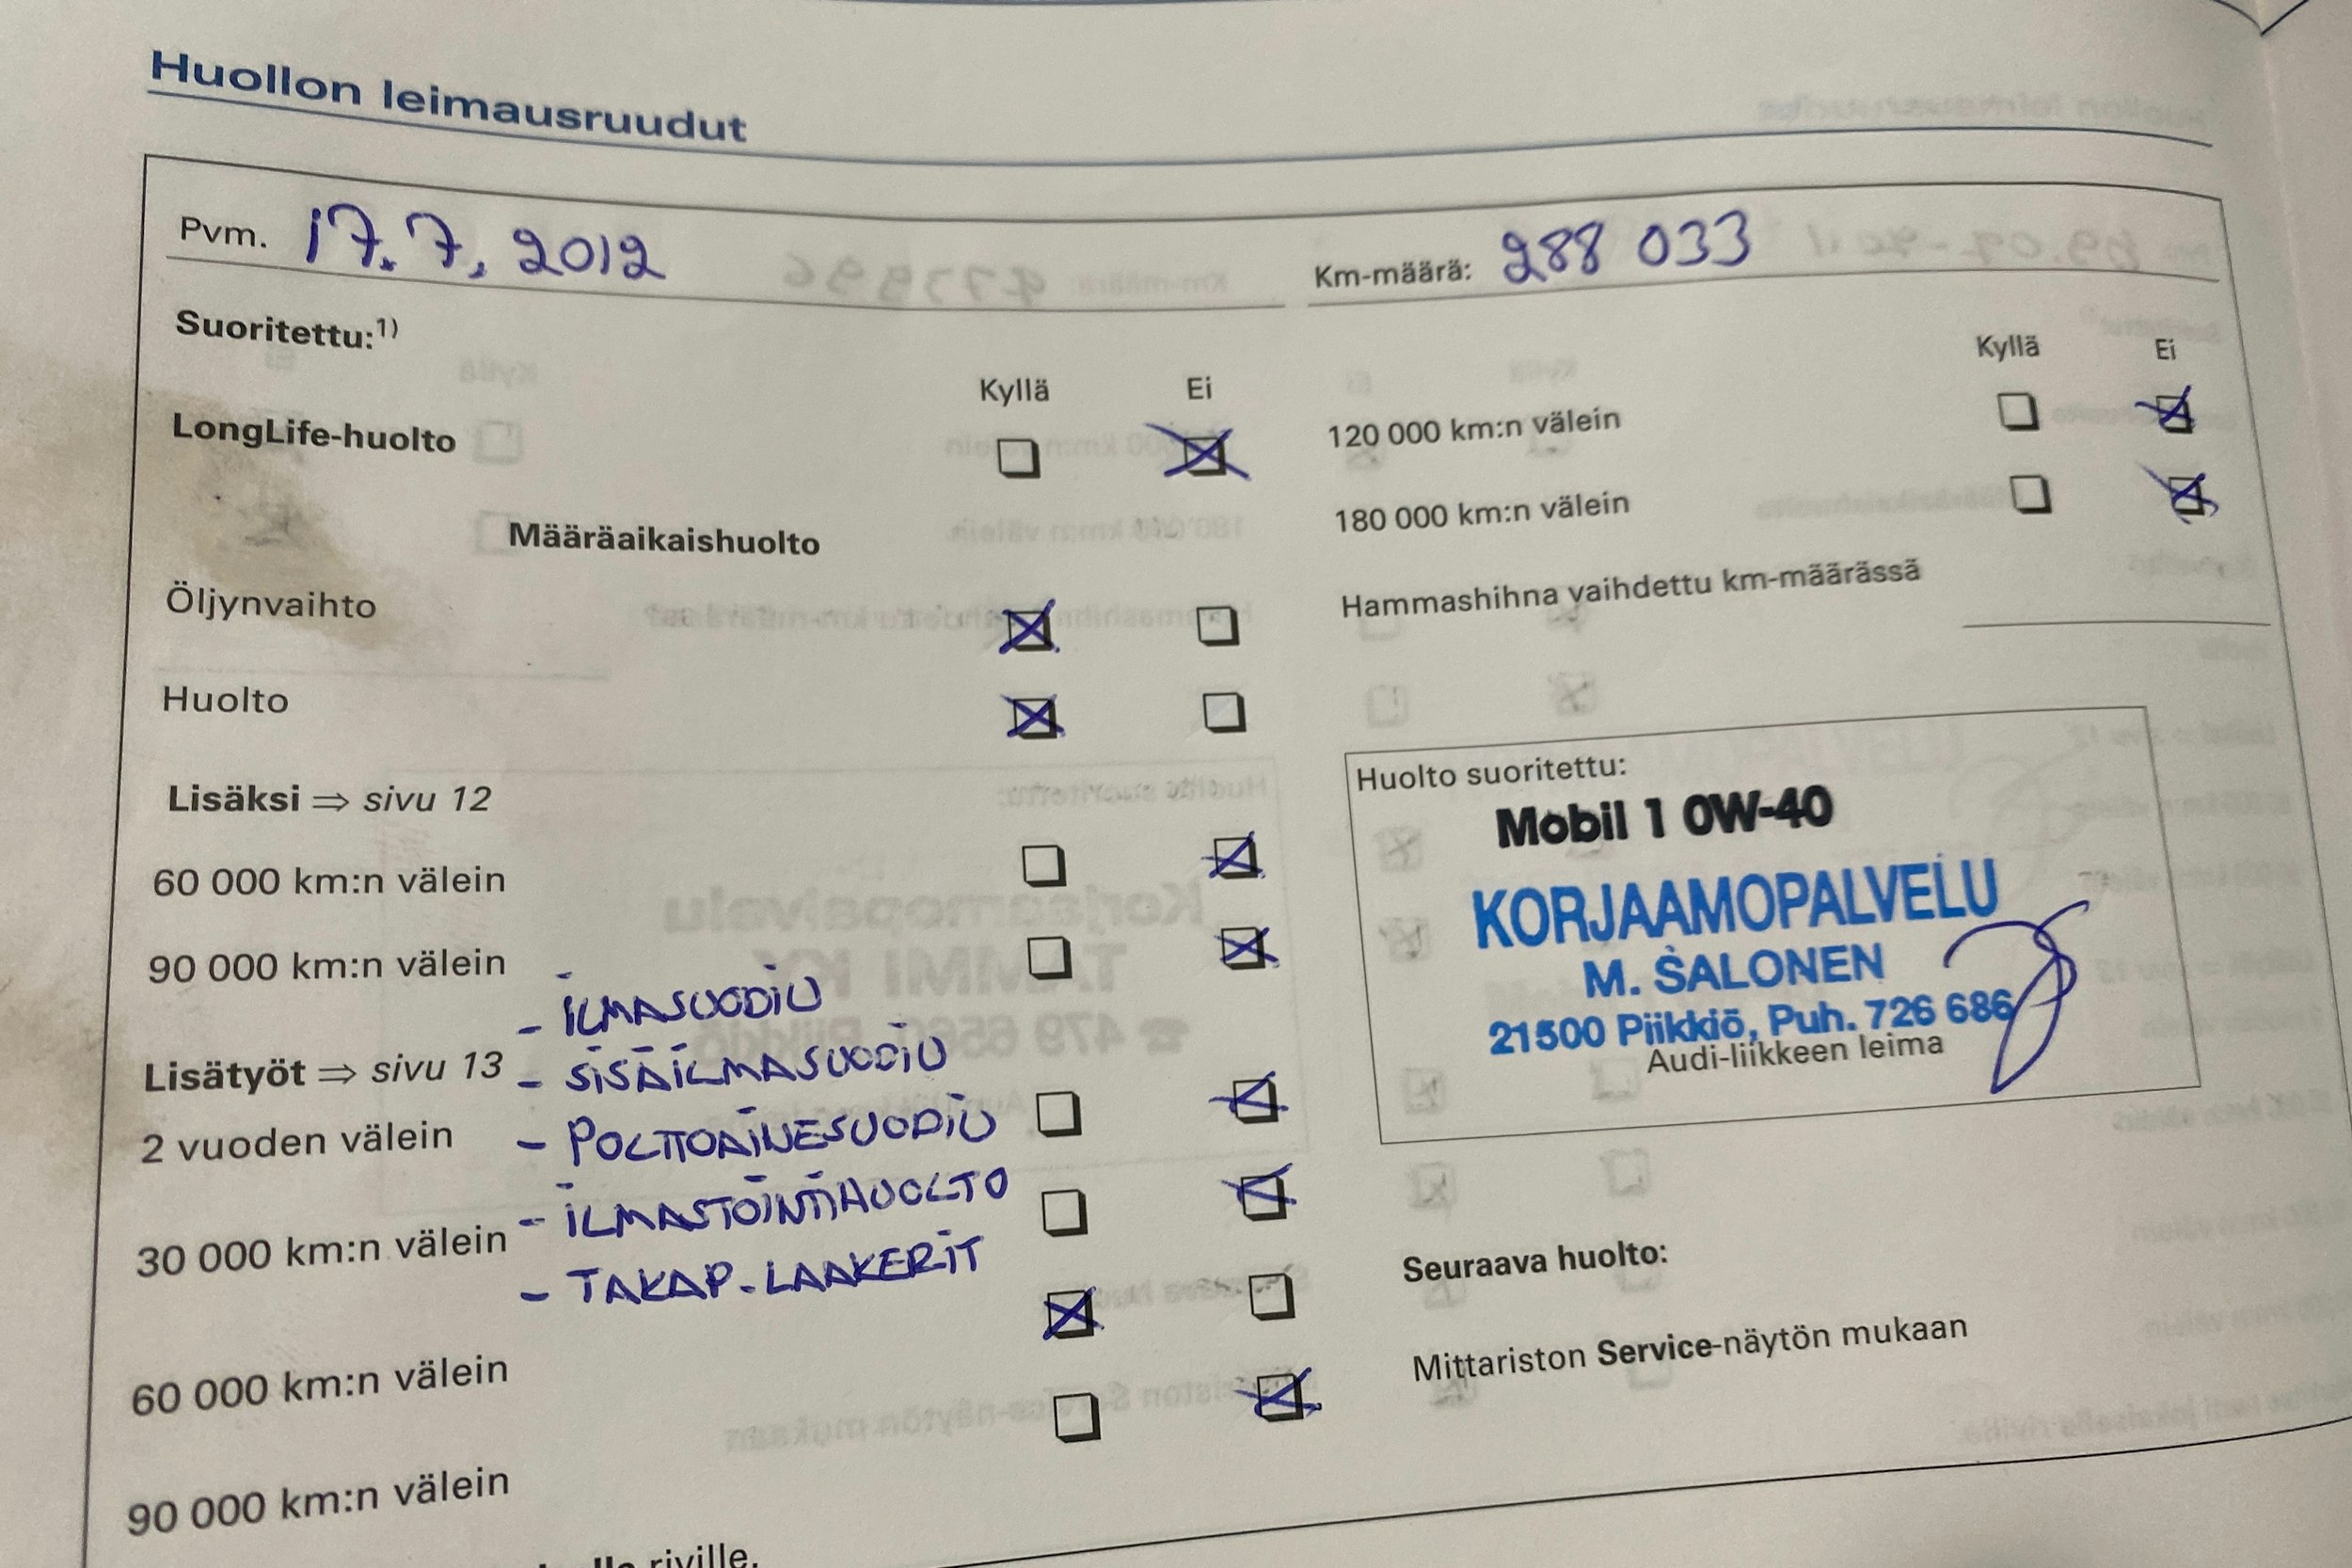 Huollon leimausruudut
Pvm. 17.7, 2012
Km-määrä: 288 033
Suoritettu:1)
Kyllä Ei
LongLife-huolto
Määräaikaishuolto
Öljynvaihto
Huolto
Lisäksi ⇒ sivu 12
60 000 km:n välein
90 000 km:n välein
- ILMASUODIU
Lisätyöt ⇒ sivu 13
- SISÄILMASUODIU
2 vuoden välein
- POLTTOAINESUODIU
30 000 km:n välein
- ILMASTOINTIHUOLTO
- TAKAP.LAAKERIT
60 000 km:n välein
90 000 km:n välein
riville.
Kyllä Ei
120 000 km:n välein
180 000 km:n välein
Hammashihna vaihdettu km-määrässä
Huolto suoritettu:
Mobil 1 0W-40
KORJAAMOPALVELU
M. SALONEN
21500 Piikkiö, Puh. 726 686
Audi-liikkeen leima
Seuraava huolto:
Mittariston Service-näytön mukaan